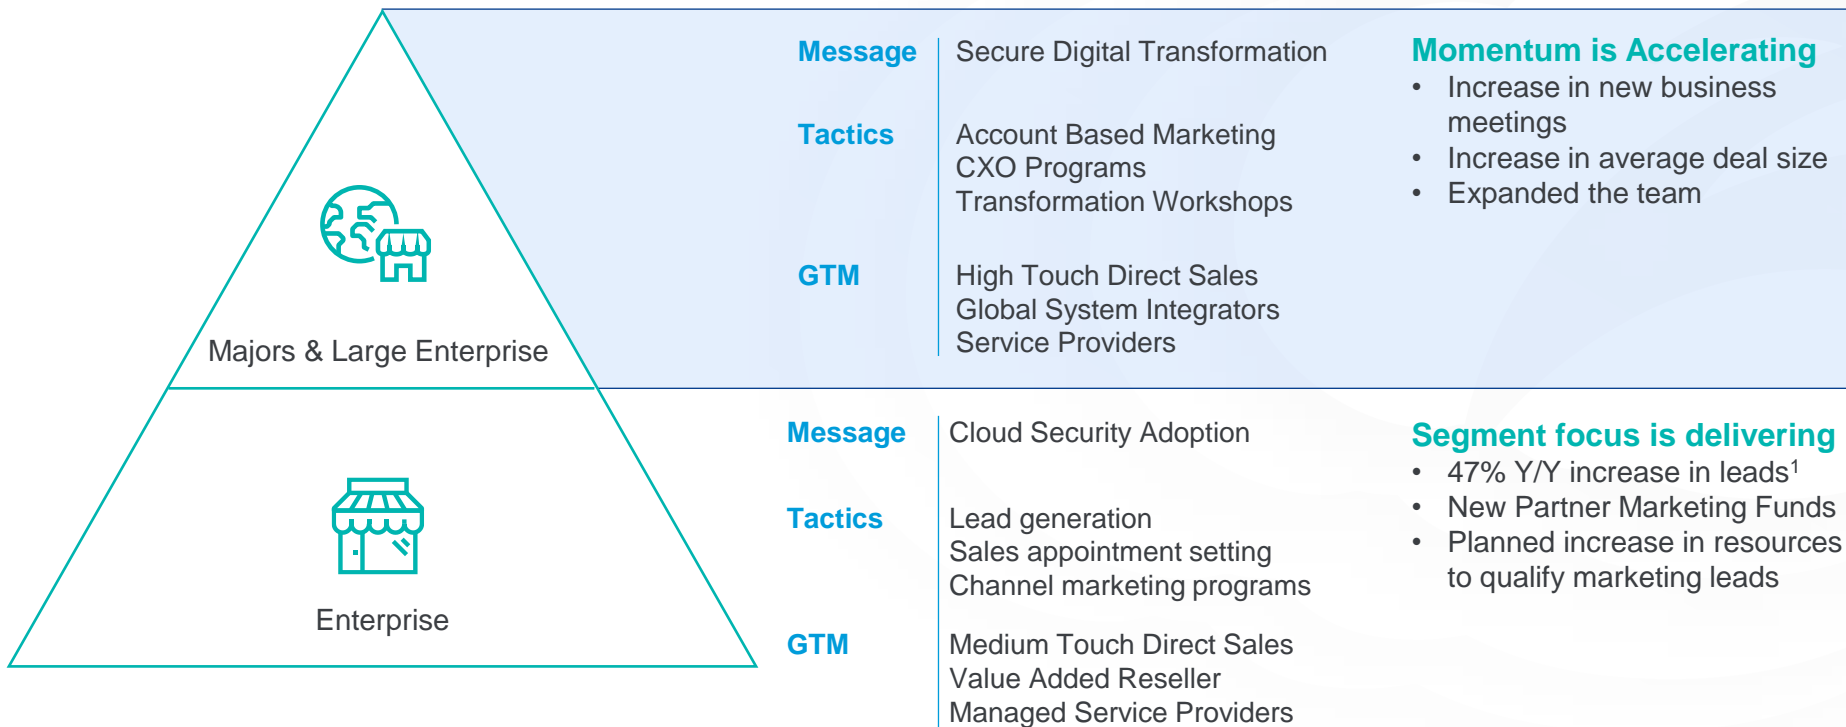 Majors & Large Enterprise
Message
Secure Digital Transformation
Tactics
Account Based Marketing
CXO Programs
Transformation Workshops
GTM
High Touch Direct Sales
Global System Integrators
Service Providers
Momentum is Accelerating
• Increase in new business
meetings
• Increase in average deal size
• Expanded the team
Enterprise
Message
Cloud Security Adoption
Tactics
Lead generation
Sales appointment setting
Channel marketing programs
GTM
Medium Touch Direct Sales
Value Added Reseller
Managed Service Providers
Segment focus is delivering
• 47% Y/Y increase in leads¹
• New Partner Marketing Funds
• Planned increase in resources
to qualify marketing leads